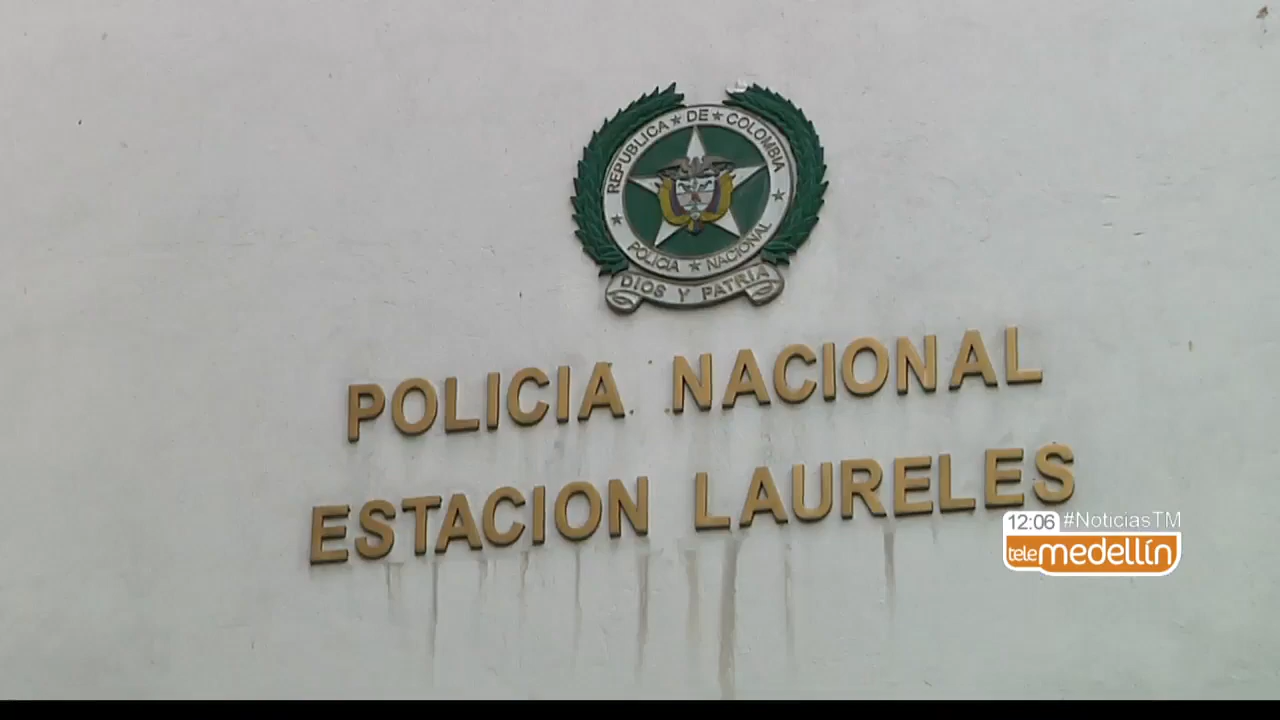 REPUBLICA ★ DE ★ COLOMBIA
★ POLICIA ★ NACIONAL ★
DIOS Y PATRIA
POLICIA NACIONAL
ESTACION LAURELES
12:06 #NoticiasTM
telemedellín